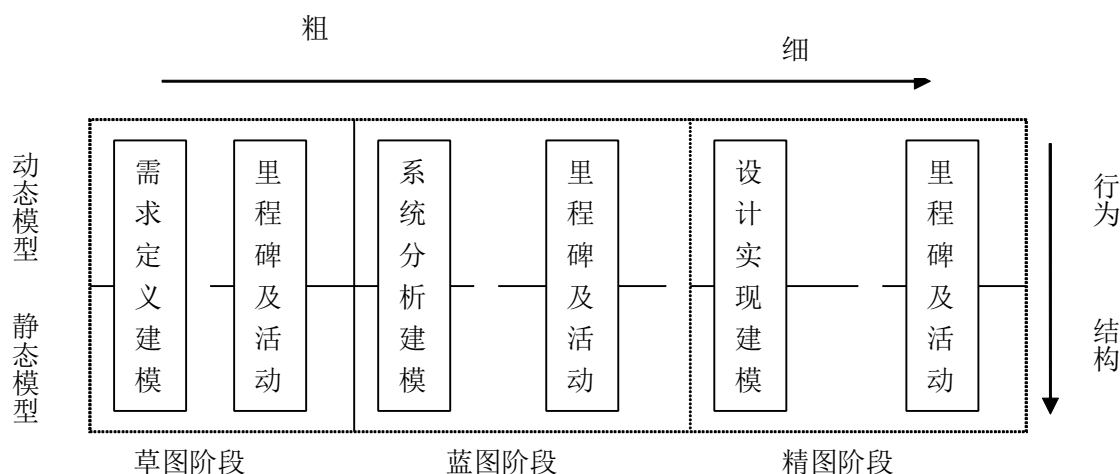 粗
细
动态模型
静态模型
需求定义建模
里程碑及活动
系统分析建模
里程碑及活动
设计实现建模
里程碑及活动
行为
结构
草图阶段
蓝图阶段
精图阶段